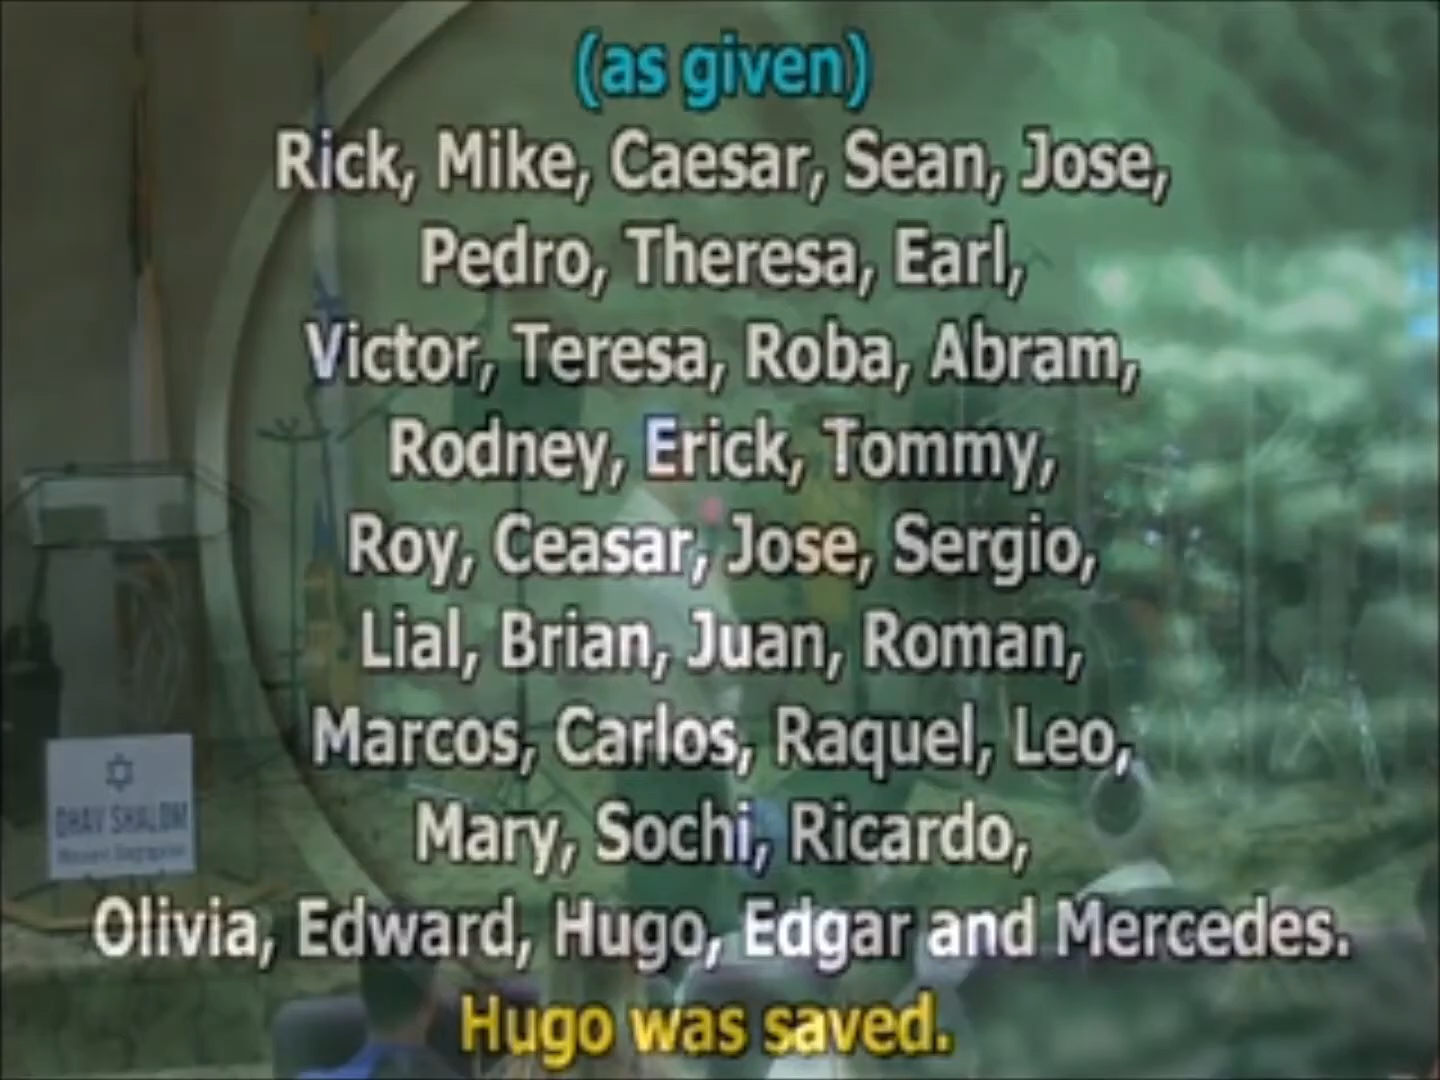 (as given)
Rick, Mike, Caesar, Sean, Jose,
Pedro, Theresa, Earl,
Victor, Teresa, Roba, Abram,
Rodney, Erick, Tommy,
Roy, Ceasar, Jose, Sergio,
Lial, Brian, Juan, Roman,
Marcos, Carlos, Raquel, Leo,
Mary, Sochi, Ricardo,
Olivia, Edward, Hugo, Edgar and Mercedes.
Hugo was saved.
OHAV SHALOM